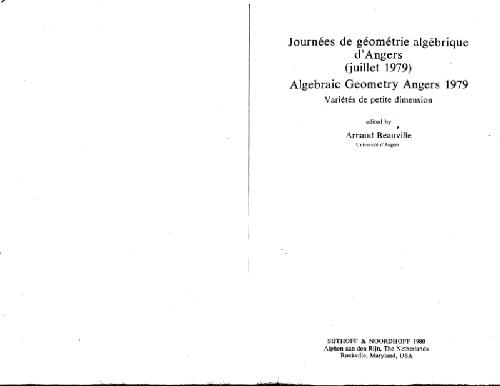 Journées de géométrie algébrique
d'Angers
(juillet 1979)
Algebraic Geometry Angers 1979
Variétés de petite dimension
edited by
Arnaud Beauville
Université d'Angers
SIJTHOFF & NOORDHOFF 1980
Alphen aan den Rijn, The Netherlands
Rockville, Maryland, USA